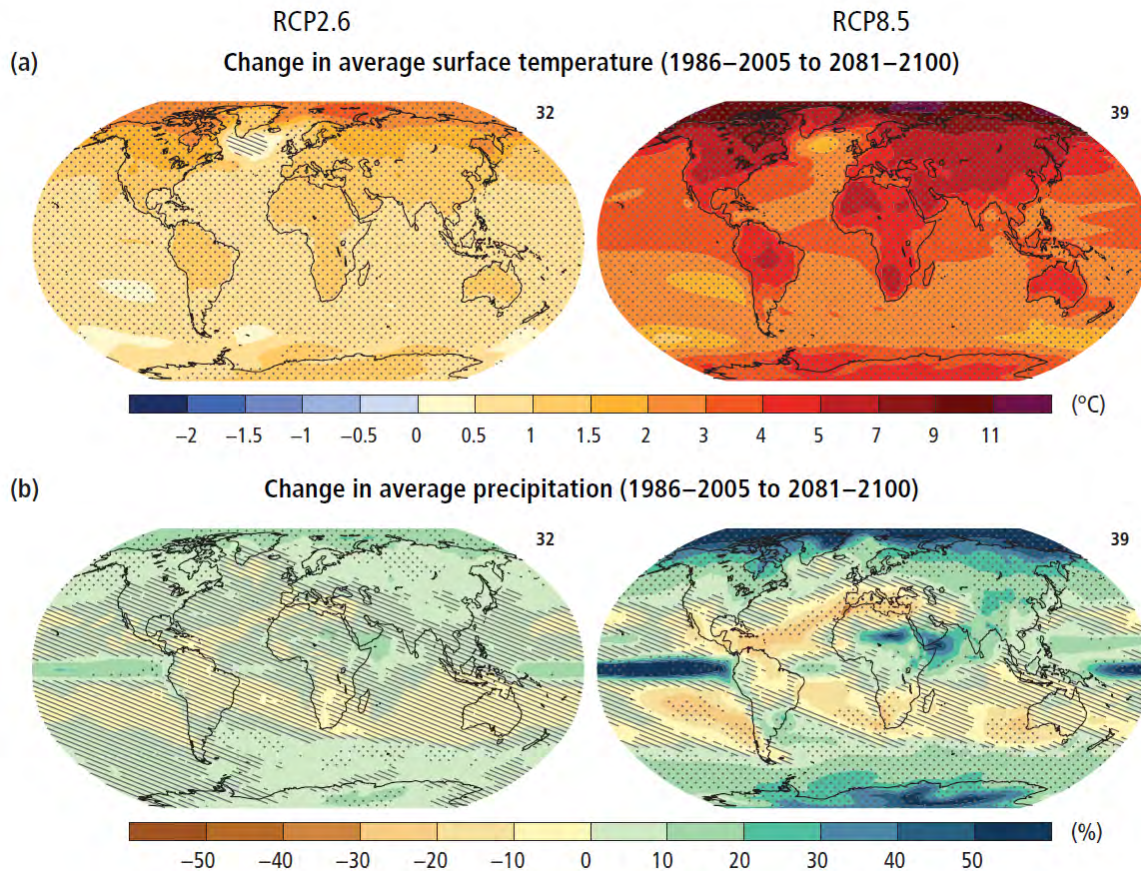 RCP2.6 RCP8.5
(a) Change in average surface temperature (1986–2005 to 2081–2100)
32 39
(°C)
−2 −1.5 −1 −0.5 0 0.5 1 1.5 2 3 4 5 7 9 11
(b) Change in average precipitation (1986–2005 to 2081–2100)
32 39
(%)
−50 −40 −30 −20 −10 0 10 20 30 40 50